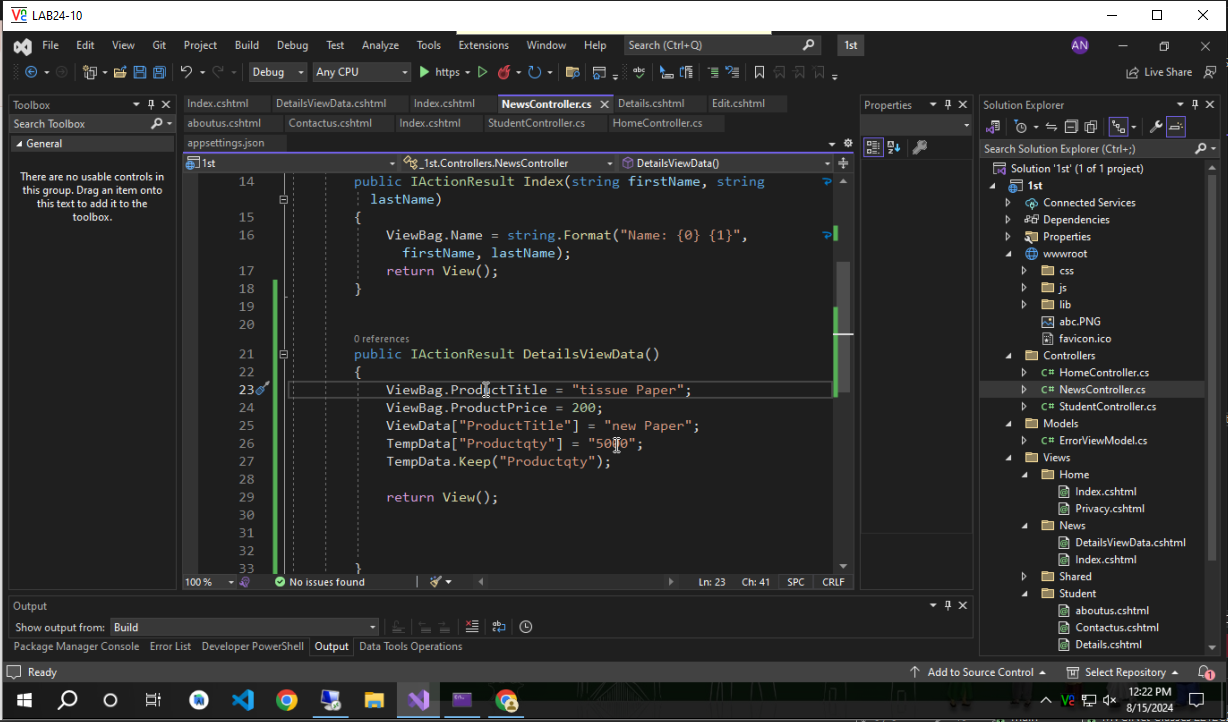 LAB24-10
File Edit View Git Project Build Debug Test Analyze Tools Extensions Window Help Search (Ctrl+Q) 1st AN
Debug Any CPU https Live Share
Toolbox
Search Toolbox
General
There are no usable controls in
this group. Drag an item onto
this text to add it to the
toolbox.
Index.cshtml DetailsViewData.cshtml Index.cshtml NewsController.cs Details.cshtml Edit.cshtml
aboutus.cshtml Contactus.cshtml Index.cshtml StudentController.cs HomeController.cs
appsettings.json
1st _1st.Controllers.NewsController DetailsViewData()
14 public IActionResult Index(string firstName, string
lastName)
15 {
16 ViewBag.Name = string.Format("Name: {0} {1}",
firstName, lastName);
17 return View();
18 }
19
20
0 references
21 public IActionResult DetailsViewData()
22 {
23 ViewBag.ProductTitle = "tissue Paper";
24 ViewBag.ProductPrice = 200;
25 ViewData["ProductTitle"] = "new Paper";
26 TempData["Productqty"] = "5000";
27 TempData.Keep("Productqty");
28
29 return View();
30
31
32
33 }
100 % No issues found Ln: 23 Ch: 41 SPC CRLF
Properties
Solution Explorer
Search Solution Explorer (Ctrl+;)
Solution '1st' (1 of 1 project)
1st
Connected Services
Dependencies
Properties
wwwroot
css
js
lib
abc.PNG
favicon.ico
Controllers
C# HomeController.cs
C# NewsController.cs
C# StudentController.cs
Models
C# ErrorViewModel.cs
Views
Home
Index.cshtml
Privacy.cshtml
News
DetailsViewData.cshtml
Index.cshtml
Shared
Student
aboutus.cshtml
Contactus.cshtml
Details.cshtml
Output
Show output from: Build
Package Manager Console Error List Developer PowerShell Output Data Tools Operations
Ready Add to Source Control Select Repository 1
12:22 PM
8/15/2024